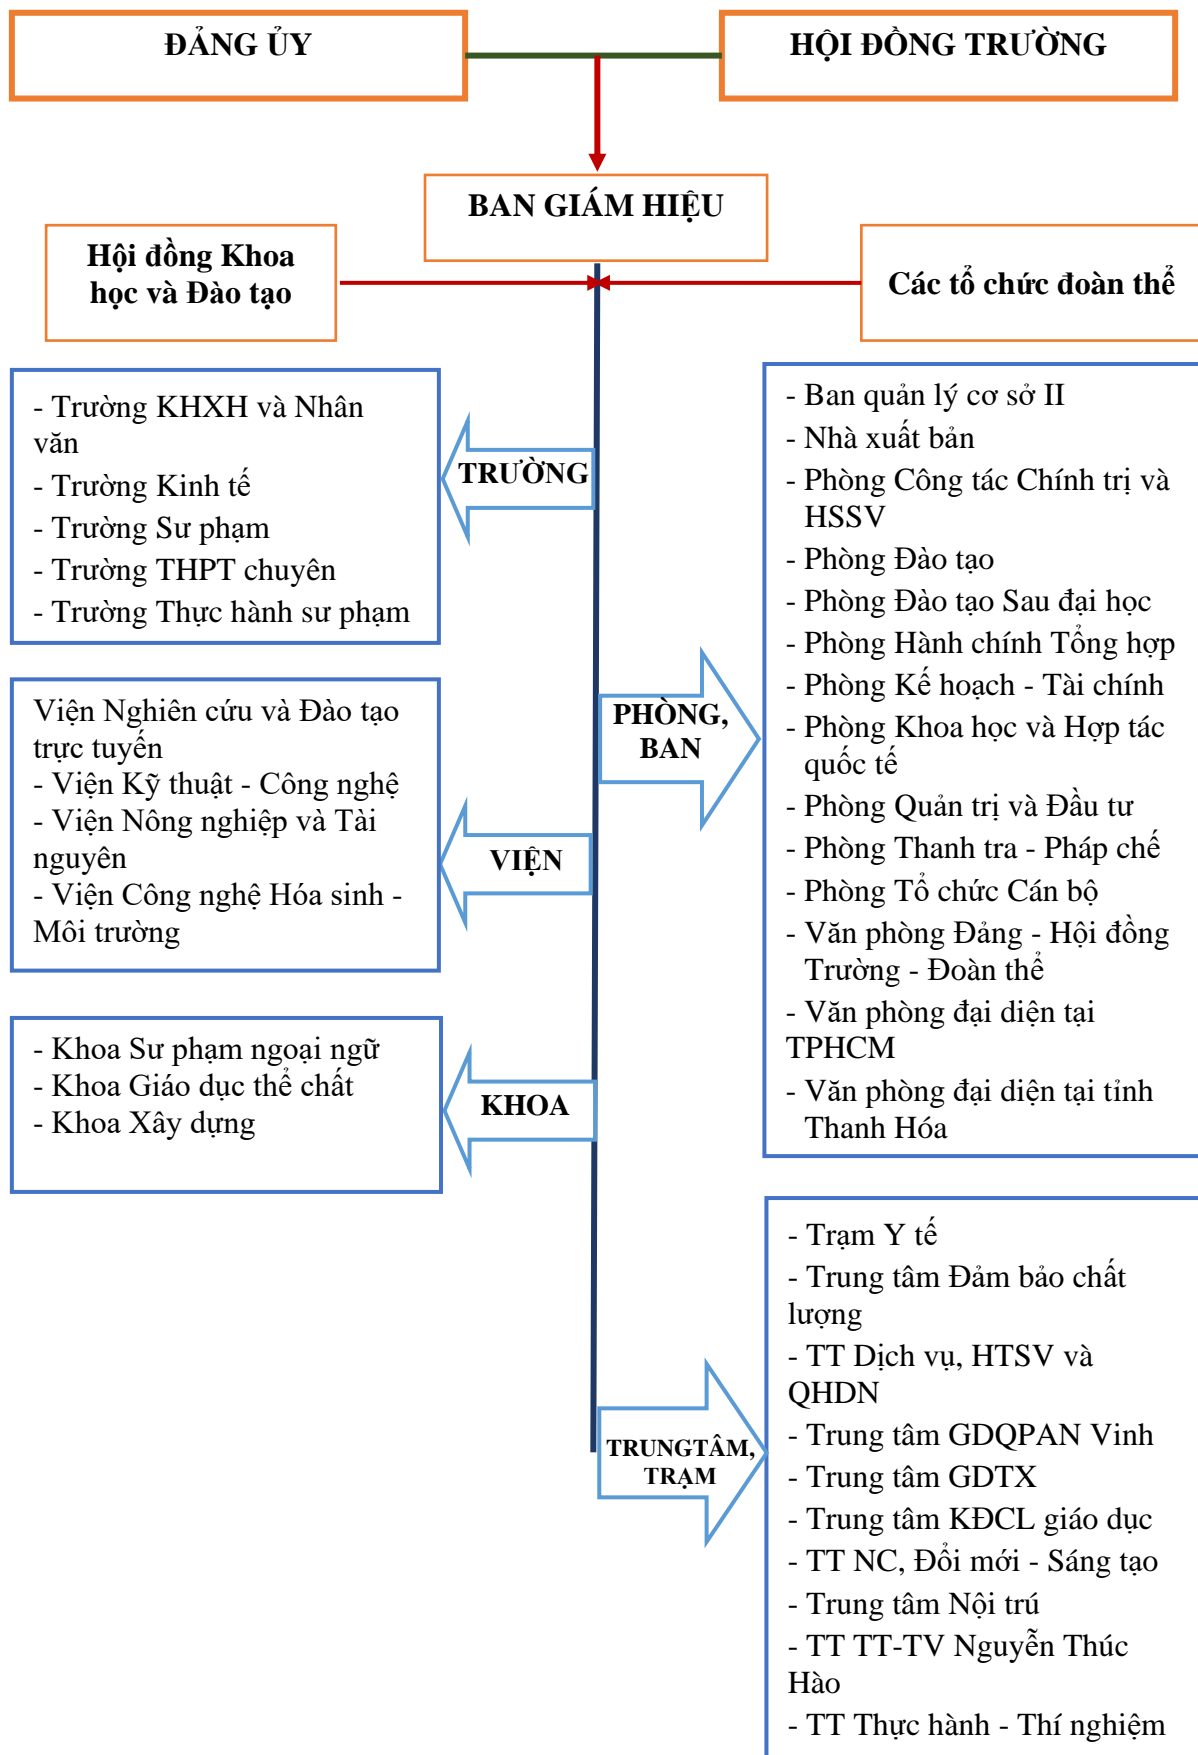 ĐẢNG ỦY
HỘI ĐỒNG TRƯỜNG
BAN GIÁM HIỆU
Hội đồng Khoa
học và Đào tạo
Các tổ chức đoàn thể
TRƯỜNG
- Trường KHXH và Nhân
văn
- Trường Kinh tế
- Trường Sư phạm
- Trường THPT chuyên
- Trường Thực hành sư phạm
PHÒNG,
BAN
- Ban quản lý cơ sở II
- Nhà xuất bản
- Phòng Công tác Chính trị và
HSSV
- Phòng Đào tạo
- Phòng Đào tạo Sau đại học
- Phòng Hành chính Tổng hợp
- Phòng Kế hoạch - Tài chính
- Phòng Khoa học và Hợp tác
quốc tế
- Phòng Quản trị và Đầu tư
- Phòng Thanh tra - Pháp chế
- Phòng Tổ chức Cán bộ
- Văn phòng Đảng - Hội đồng
Trường - Đoàn thể
- Văn phòng đại diện tại
TPHCM
- Văn phòng đại diện tại tỉnh
Thanh Hóa
VIỆN
Viện Nghiên cứu và Đào tạo
trực tuyến
- Viện Kỹ thuật - Công nghệ
- Viện Nông nghiệp và Tài
nguyên
- Viện Công nghệ Hóa sinh -
Môi trường
KHOA
- Khoa Sư phạm ngoại ngữ
- Khoa Giáo dục thể chất
- Khoa Xây dựng
TRUNGTÂM,
TRẠM
- Trạm Y tế
- Trung tâm Đảm bảo chất
lượng
- TT Dịch vụ, HTSV và
QHDN
- Trung tâm GDQPAN Vinh
- Trung tâm GDTX
- Trung tâm KĐCL giáo dục
- TT NC, Đổi mới - Sáng tạo
- Trung tâm Nội trú
- TT TT-TV Nguyễn Thúc
Hào
- TT Thực hành - Thí nghiệm